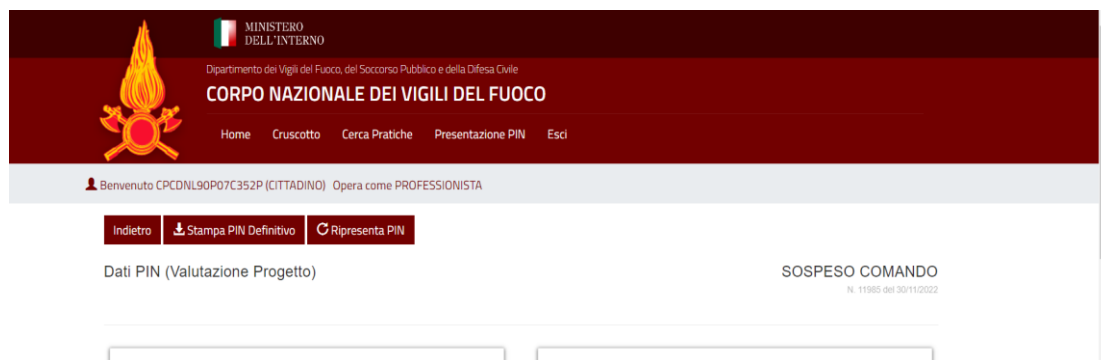 MINISTERO
DELL'INTERNO
Dipartimento dei Vigili del Fuoco, del Soccorso Pubblico e della Difesa Civile
CORPO NAZIONALE DEI VIGILI DEL FUOCO
Home Cruscotto Cerca Pratiche Presentazione PIN Esci
Benvenuto CPCDNL90P07C352P (CITTADINO) Opera come PROFESSIONISTA
Indietro Stampa PIN Definitivo Ripresenta PIN
Dati PIN (Valutazione Progetto) SOSPESO COMANDO
N. 11985 del 30/11/2022